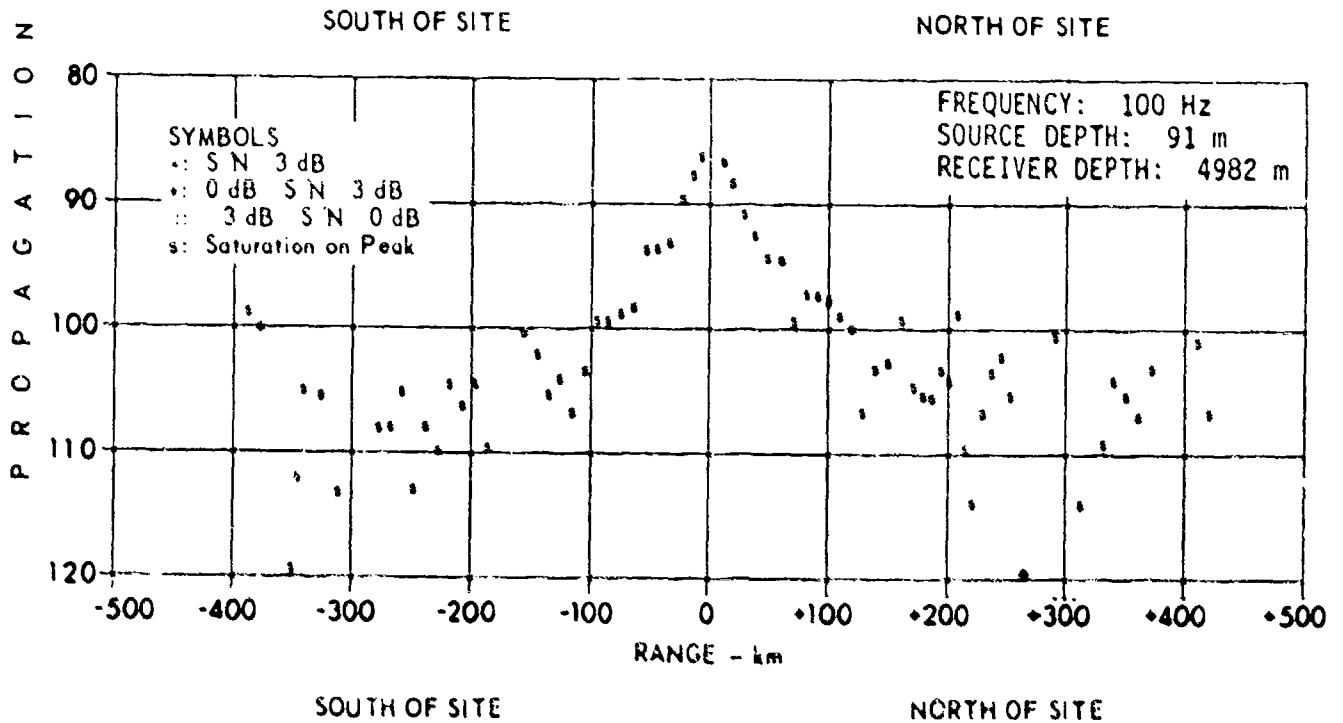 SOUTH OF SITE
NORTH OF SITE
PRCPAGATION
80
90
100
110
120
SYMBOLS
S N 3 dB
0 dB S N 3 dB
3 dB S N 0 dB
s: Saturation on Peak
FREQUENCY: 100 Hz
SOURCE DEPTH: 91 m
RECEIVER DEPTH: 4982 m
-500 -400 -300 -200 -100 0 +100 +200 +300 +400 +500
RANGE - km
SOUTH OF SITE
NORTH OF SITE